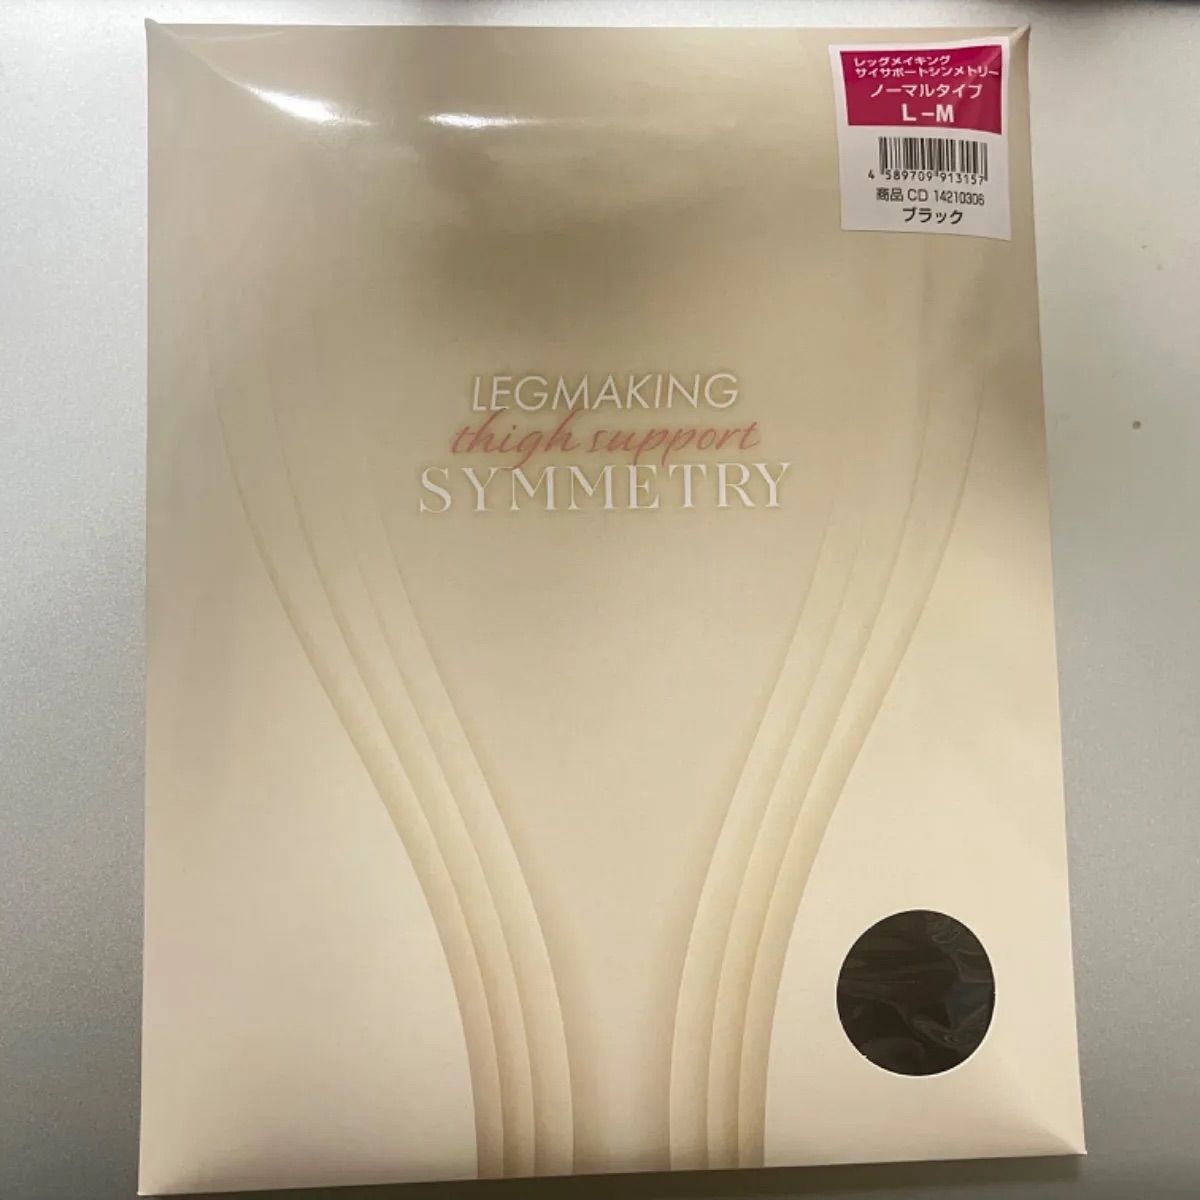 レッグメイキング
サイサポートシンメトリー
ノーマルタイプ
L-M
4 589709 913157
商品CD 14210306
ブラック
LEGMAKING
thigh support
SYMMETRY